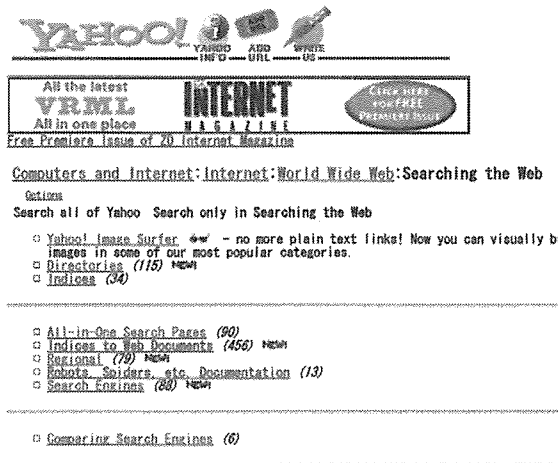 YAHOO!
YAHOO INFO ADD URL WRITE US
All the latest
VRML
All in one place
ZD INTERNET
MAGAZINE
CLICK HERE
FOR FREE
PREMIERE ISSUE
Free Premiere Issue of ZD Internet Magazine
Computers and Internet:Internet:World Wide Web:Searching the Web
Options
Search all of Yahoo Search only in Searching the Web
Yahoo! Image Surfer - no more plain text links! Now you can visually b
images in some of our most popular categories.
Directories (115) NEW!
Indices (34)
All-in-One Search Pages (90)
Indices to Web Documents (456) NEW!
Regional (79) NEW!
Robots, Spiders, etc. Documentation (13)
Search Engines (88) NEW!
Comparing Search Engines (6)